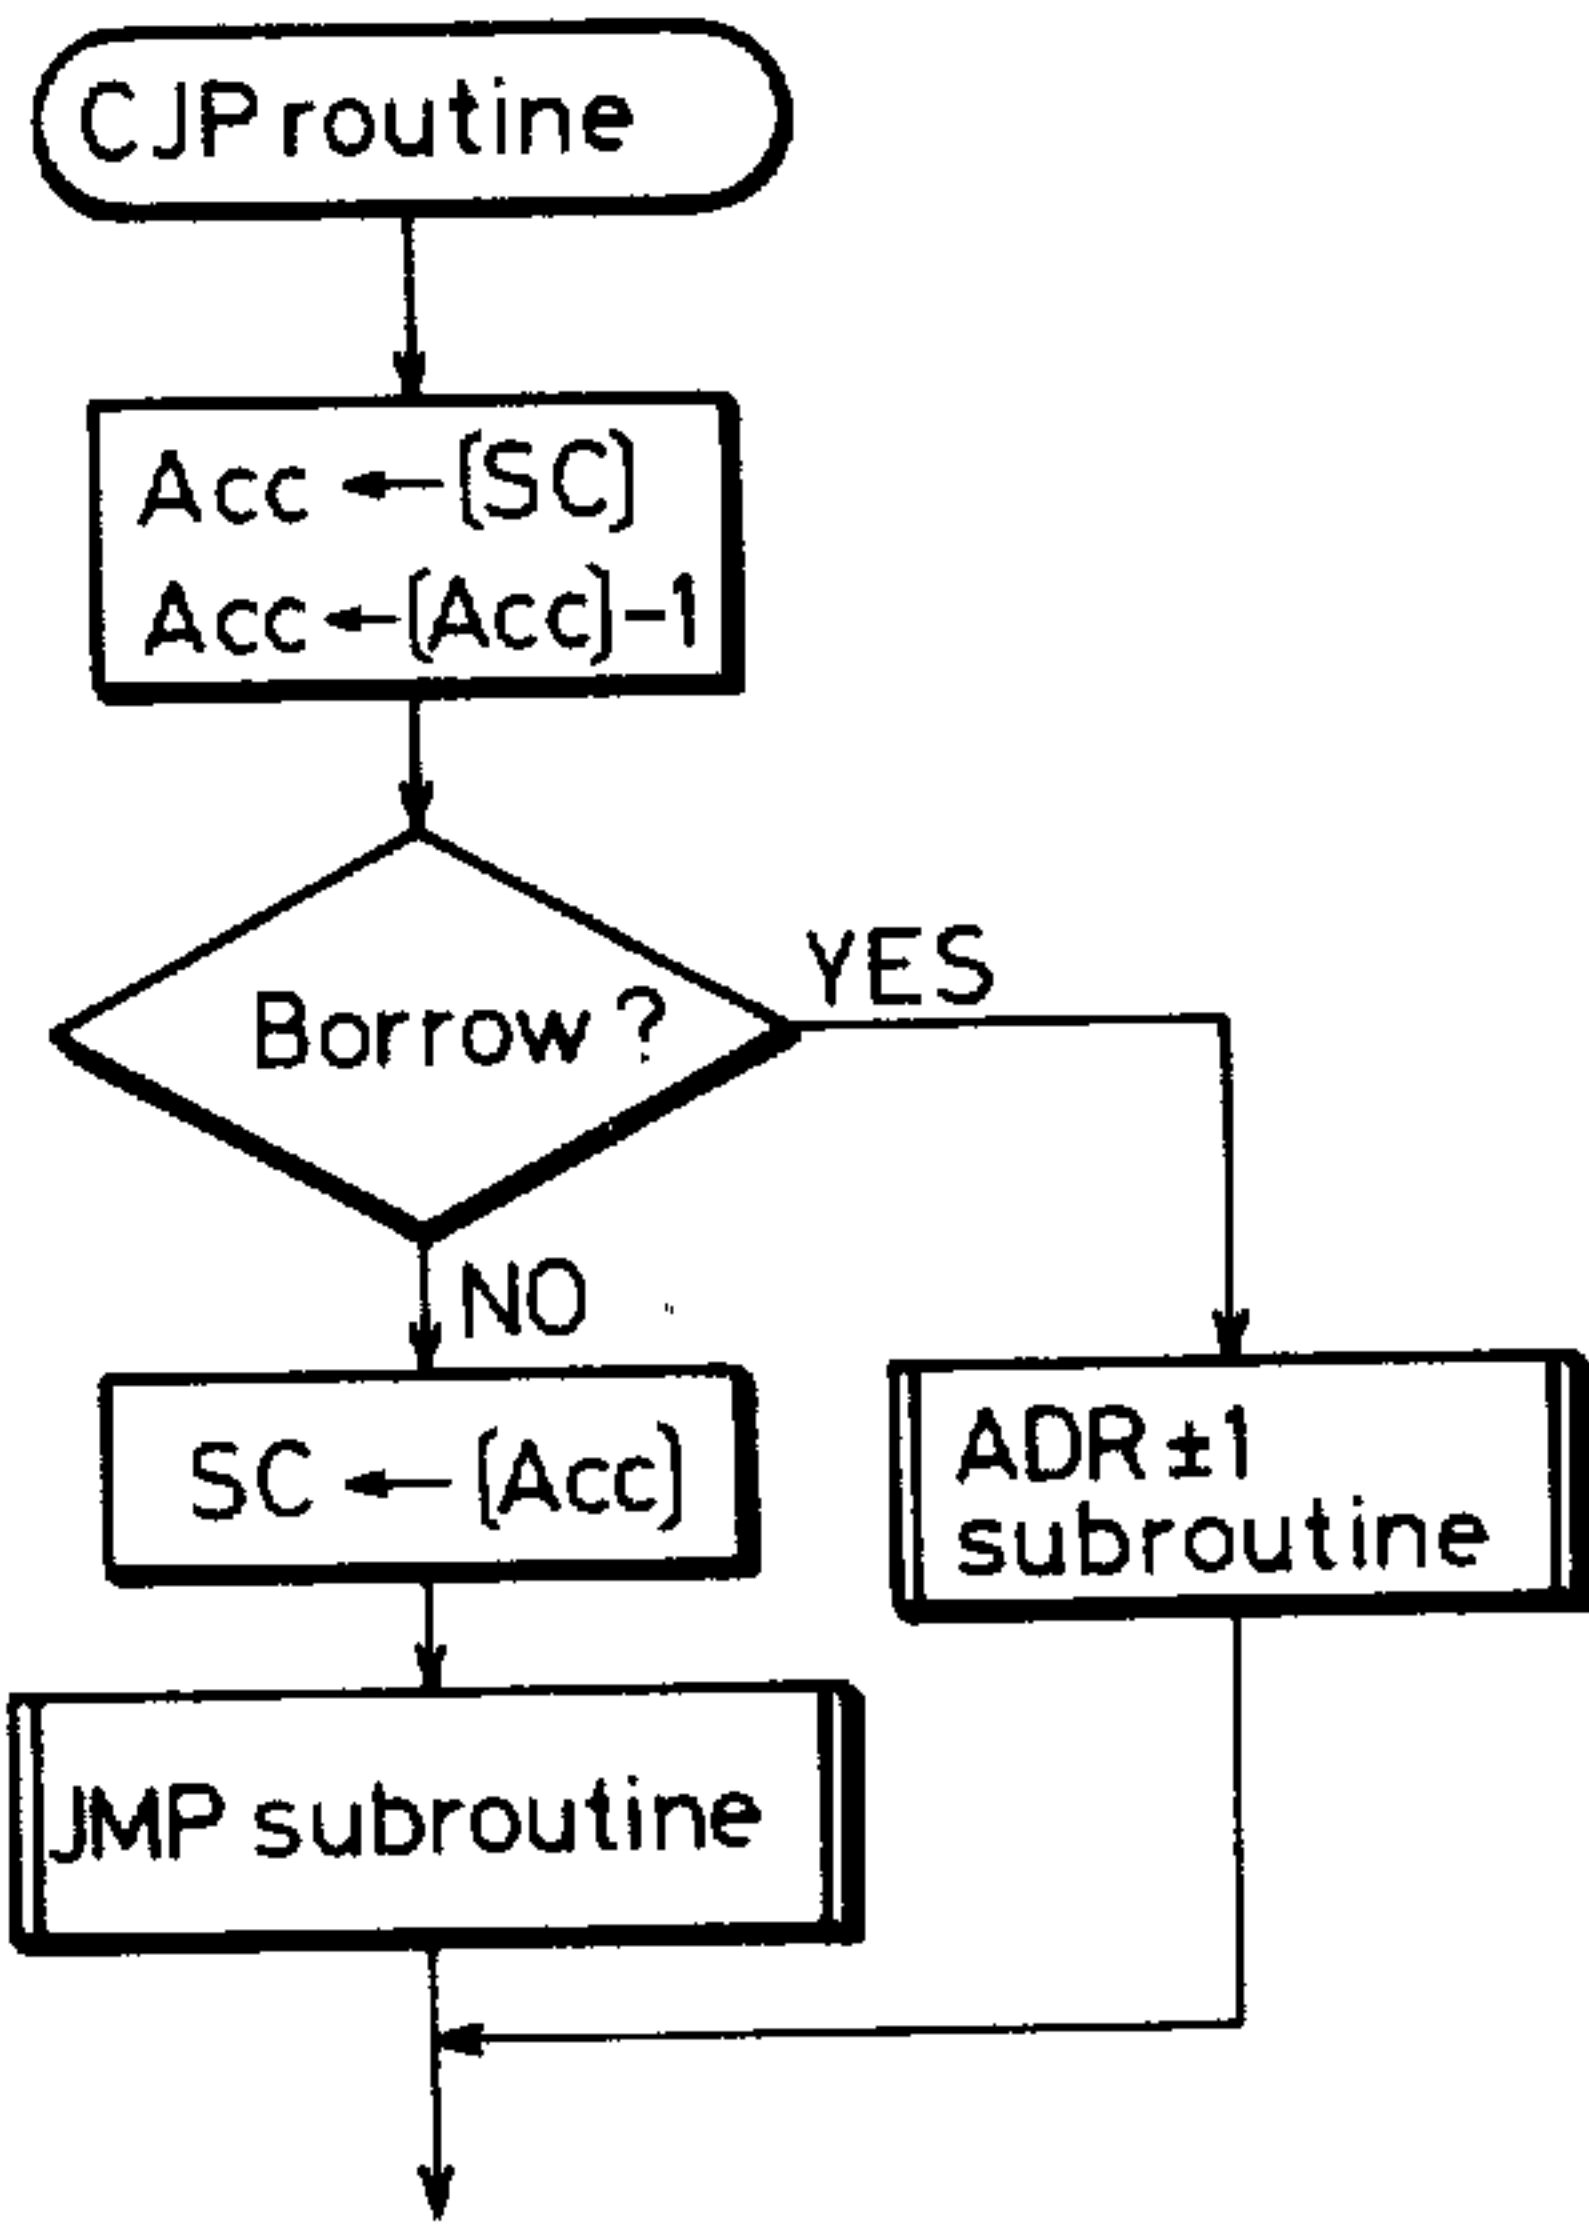 CJP routine
Acc ← (SC)
Acc ← (Acc) - 1
Borrow ?
YES
NO
SC ← (Acc)
ADR ± 1
subroutine
JMP subroutine